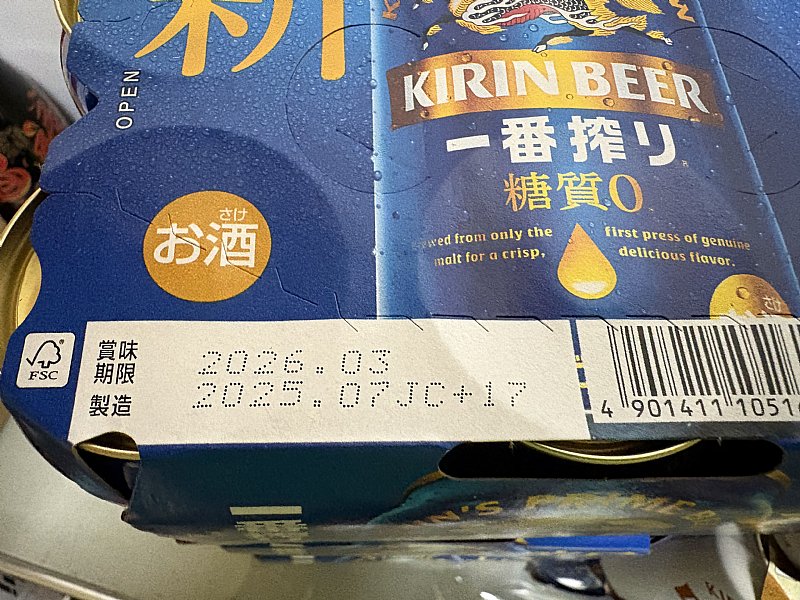 新
OPEN
KIRIN BEER
一番搾り
糖質0
from only the
malt for a crisp,
first press of genuine
delicious flavor.
さけ
お酒
さけ
FSC
賞味
期限
2026.03
製造
2025.07JC+17
4 901411 1051